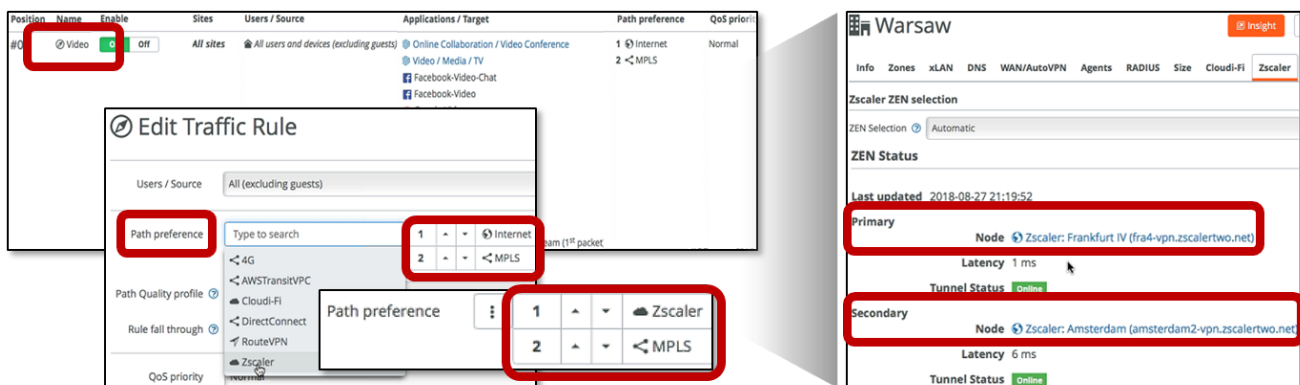 Position Name Enable Sites Users / Source Applications / Target Path preference QoS priorit
#0 Video Off All sites All users and devices (excluding guests) Online Collaboration / Video Conference 1 Internet Normal
Video / Media / TV 2 MPLS
Facebook-Video-Chat
Facebook-Video
Edit Traffic Rule
Users / Source All (excluding guests)
Path preference Type to search 1 Internet
2 MPLS
eam (1st packet
4G
AWSTransitVPC
Path Quality profile Cloudi-Fi
DirectConnect
Rule fall through RouteVPN
Zscaler
QoS priority Normal
Path preference 1 Zscaler
2 MPLS
Warsaw Insight
Info Zones xLAN DNS WAN/AutoVPN Agents RADIUS Size Cloudi-Fi Zscaler
Zscaler ZEN selection
ZEN Selection Automatic
ZEN Status
Last updated 2018-08-27 21:19:52
Primary
Node Zscaler: Frankfurt IV (fra4-vpn.zscalertwo.net)
Latency 1 ms
Tunnel Status Online
Secondary
Node Zscaler: Amsterdam (amsterdam2-vpn.zscalertwo.net)
Latency 6 ms
Tunnel Status Online